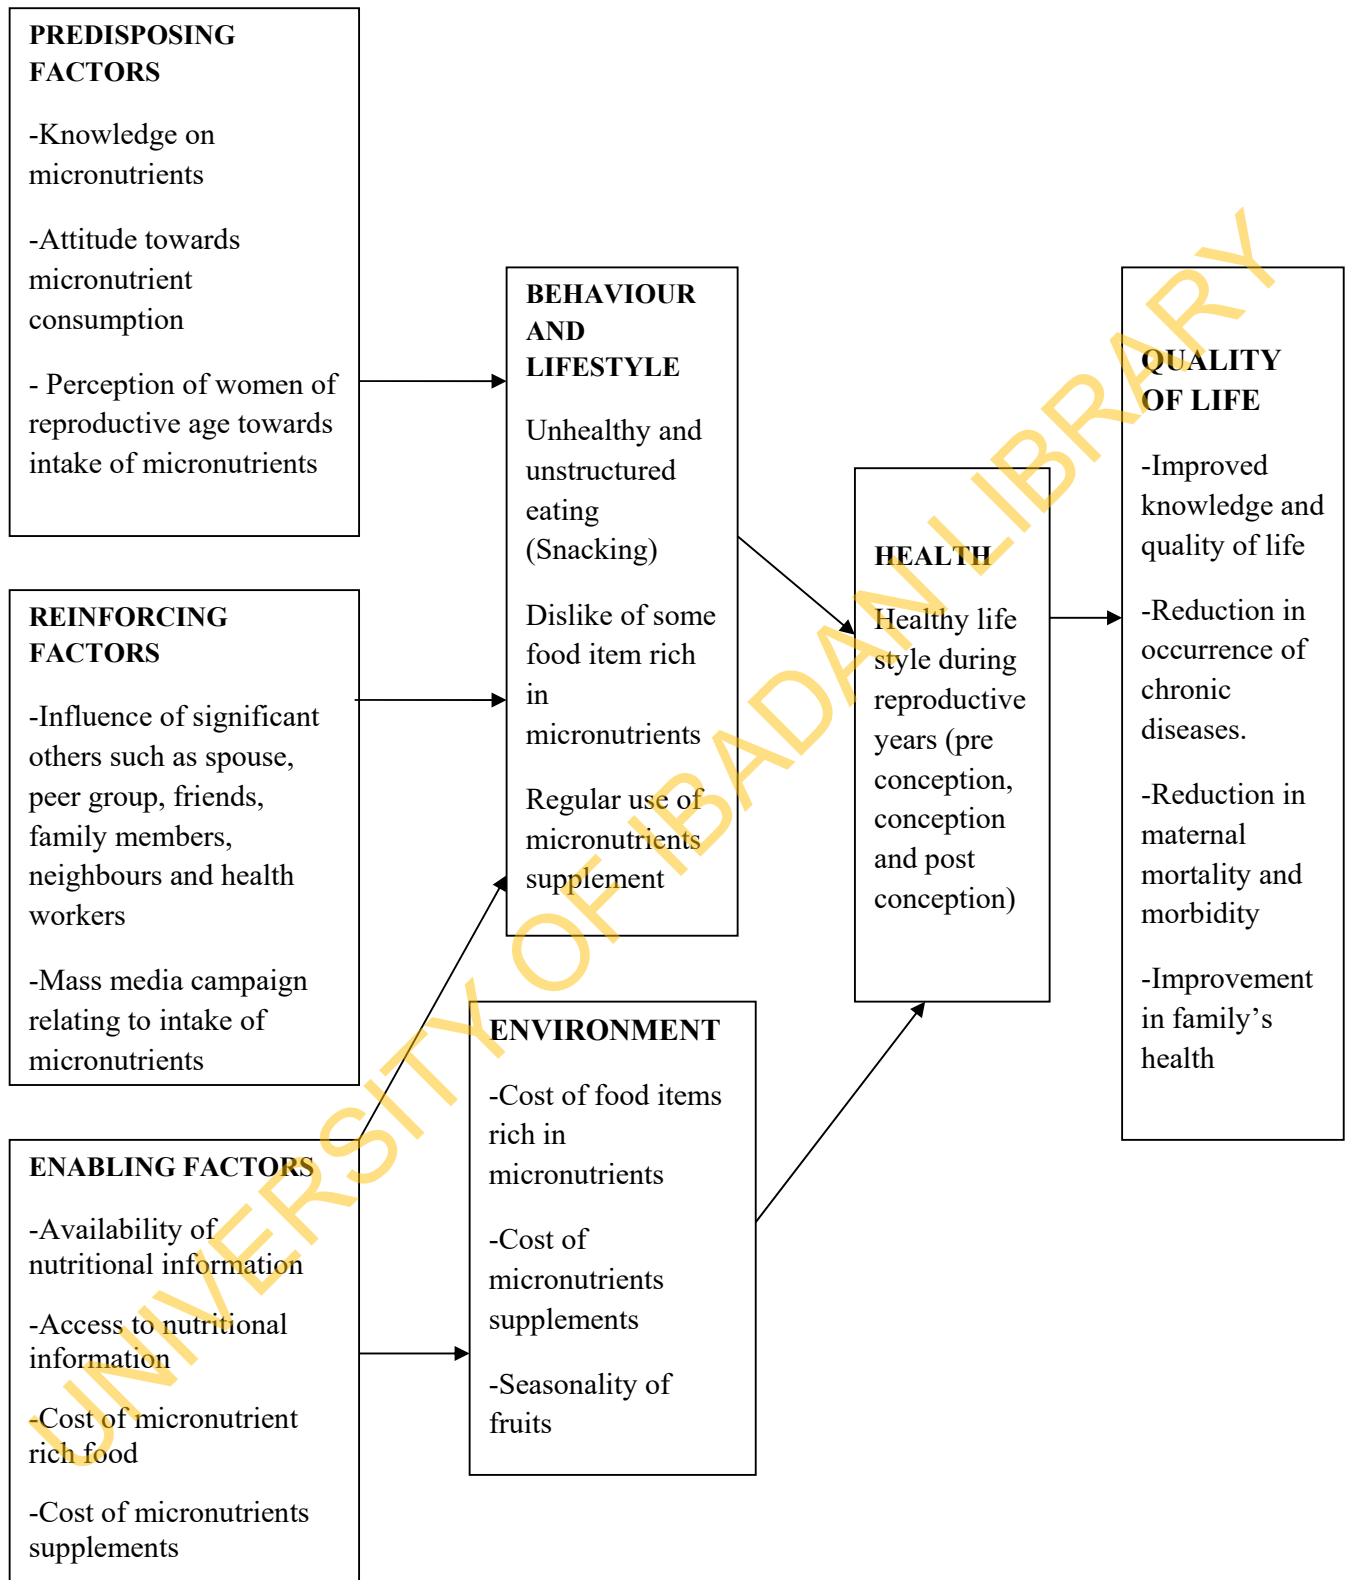 PREDISPOSING
FACTORS
-Knowledge on
micronutrients
-Attitude towards
micronutrient
consumption
- Perception of women of
reproductive age towards
intake of micronutrients
REINFORCING
FACTORS
-Influence of significant
others such as spouse,
peer group, friends,
family members,
neighbours and health
workers
-Mass media campaign
relating to intake of
micronutrients
ENABLING FACTORS
-Availability of
nutritional information
-Access to nutritional
information
-Cost of micronutrient
rich food
-Cost of micronutrients
supplements
BEHAVIOUR
AND
LIFESTYLE
Unhealthy and
unstructured
eating
(Snacking)
Dislike of some
food item rich
in
micronutrients
Regular use of
micronutrients
supplement
ENVIRONMENT
-Cost of food items
rich in
micronutrients
-Cost of
micronutrients
supplements
-Seasonality of
fruits
HEALTH
Healthy life
style during
reproductive
years (pre
conception,
conception
and post
conception)
QUALITY
OF LIFE
-Improved
knowledge and
quality of life
-Reduction in
occurrence of
chronic
diseases.
-Reduction in
maternal
mortality and
morbidity
-Improvement
in family’s
health
UNIVERSITY OF IBADAN LIBRARY